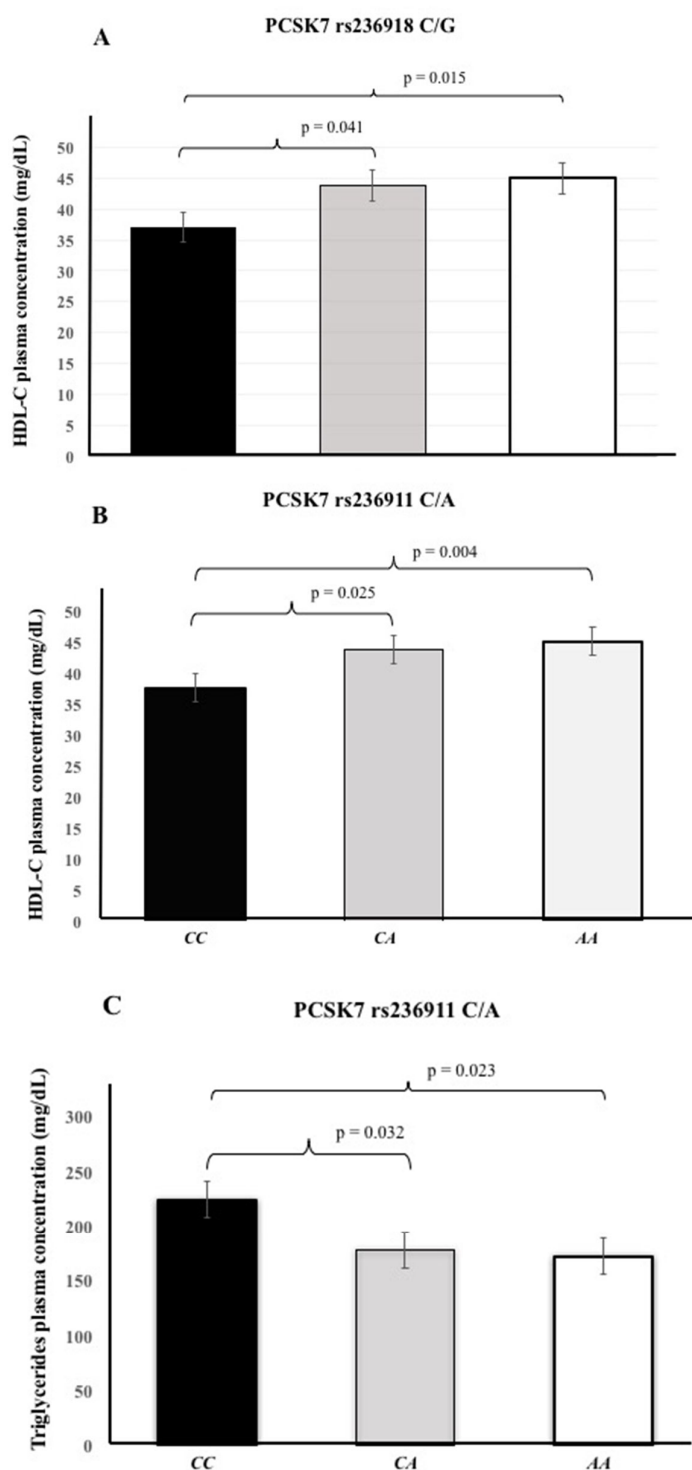 A
PCSK7 rs236918 C/G
p = 0.015
p = 0.041
HDL-C plasma concentration (mg/dL)
50
45
40
35
30
25
20
15
10
5
0
B
PCSK7 rs236911 C/A
p = 0.004
p = 0.025
HDL-C plasma concentration (mg/dL)
50
45
40
35
30
25
20
15
10
5
0
CC CA AA
C
PCSK7 rs236911 C/A
p = 0.023
p = 0.032
Triglycerides plasma concentration (mg/dL)
300
250
200
150
100
50
0
CC CA AA